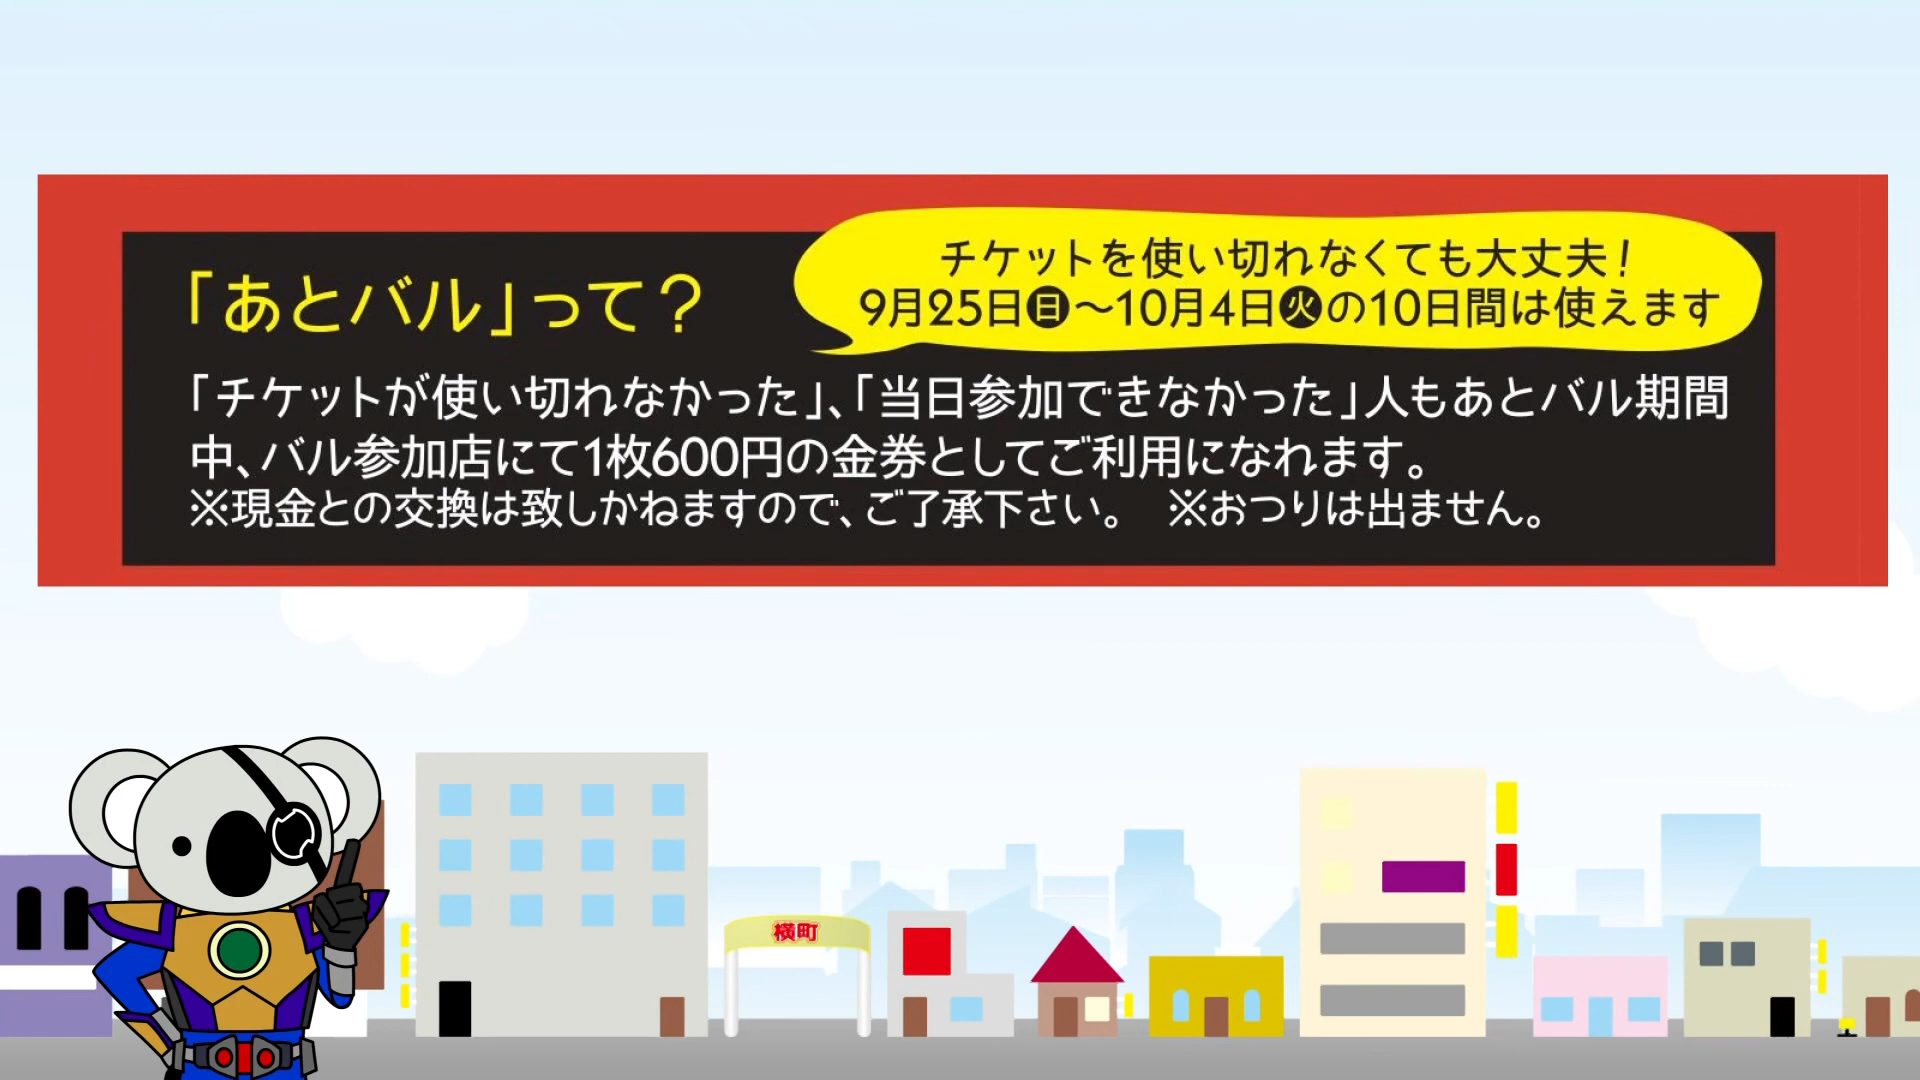 「あとバル」って？
チケットを使い切れなくても大丈夫！
9月25日㊐〜10月4日㊋の10日間は使えます
「チケットが使い切れなかった」、「当日参加できなかった」人もあとバル期間
中、バル参加店にて1枚600円の金券としてご利用になれます。
※現金との交換は致しかねますので、ご了承下さい。　※おつりは出ません。
横町